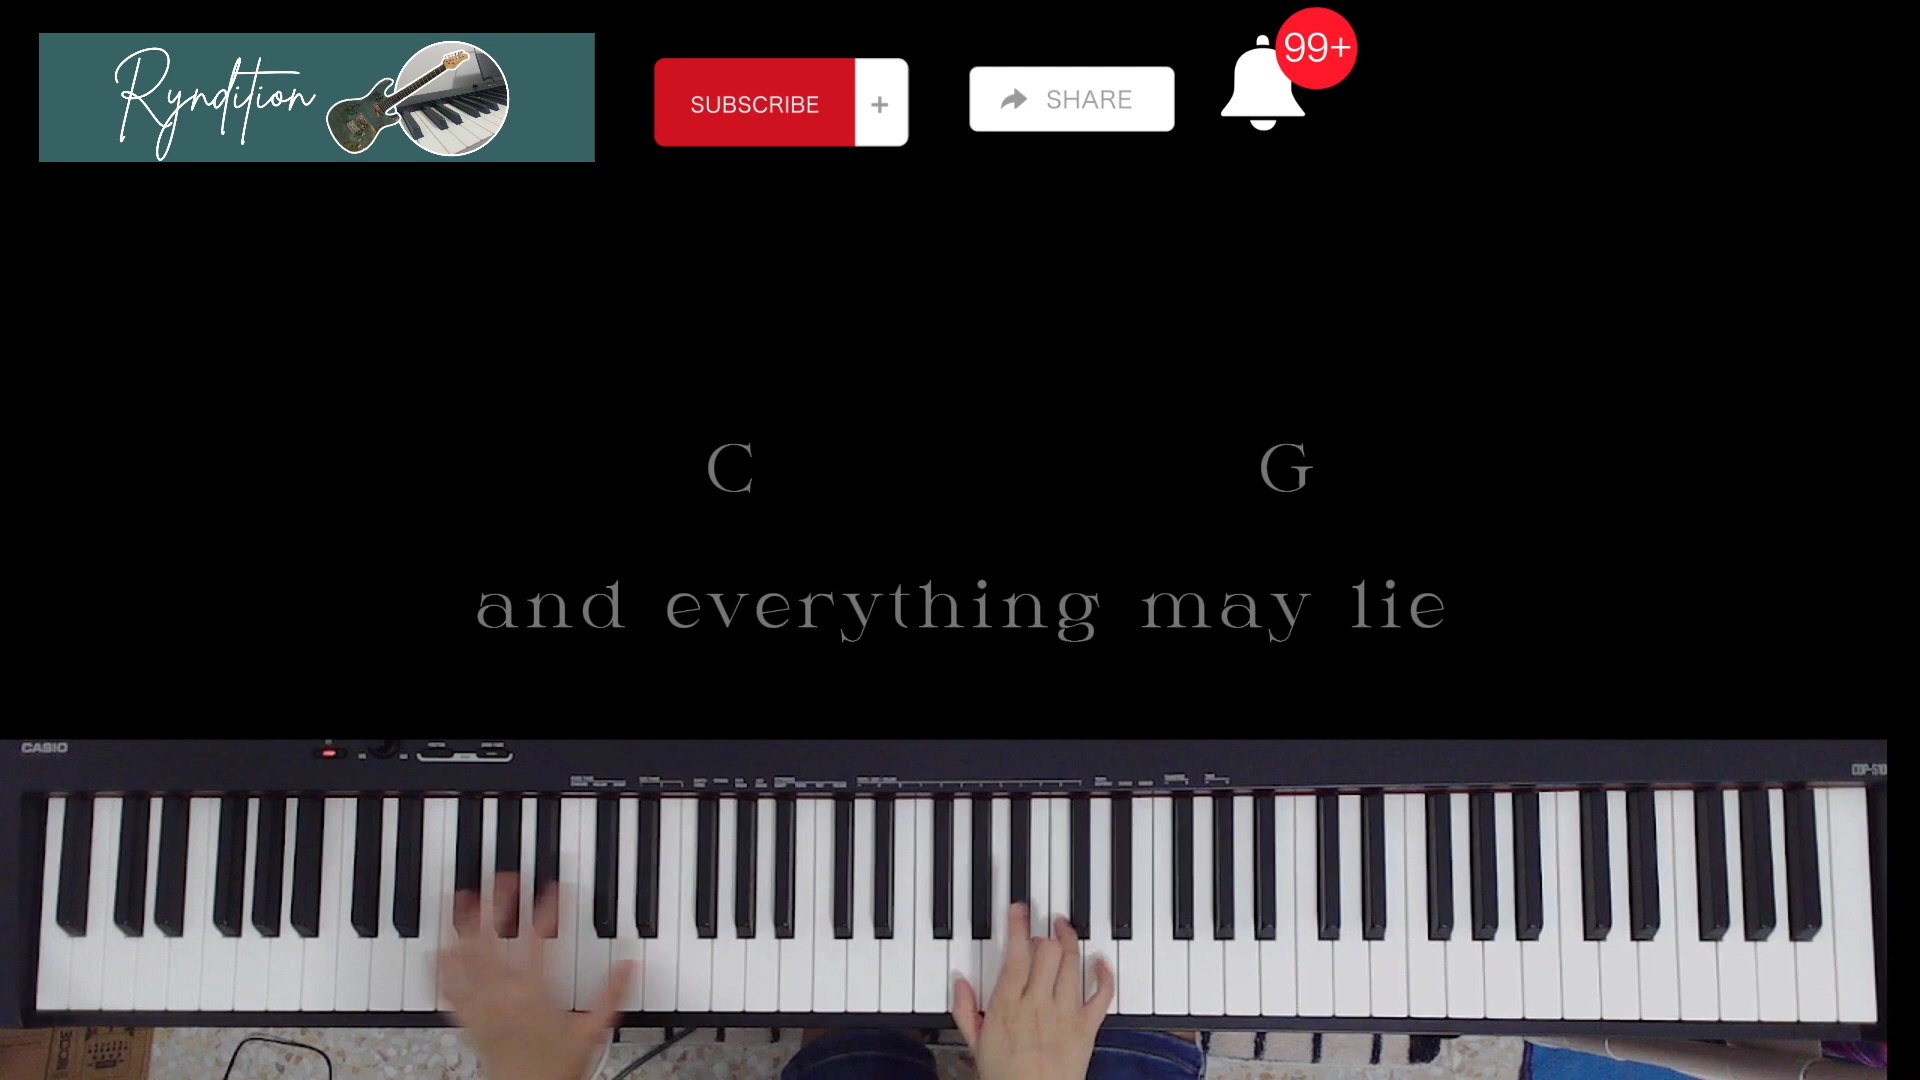 Ryndition
SUBSCRIBE +
SHARE
99+
C G
and everything may lie
CASIO